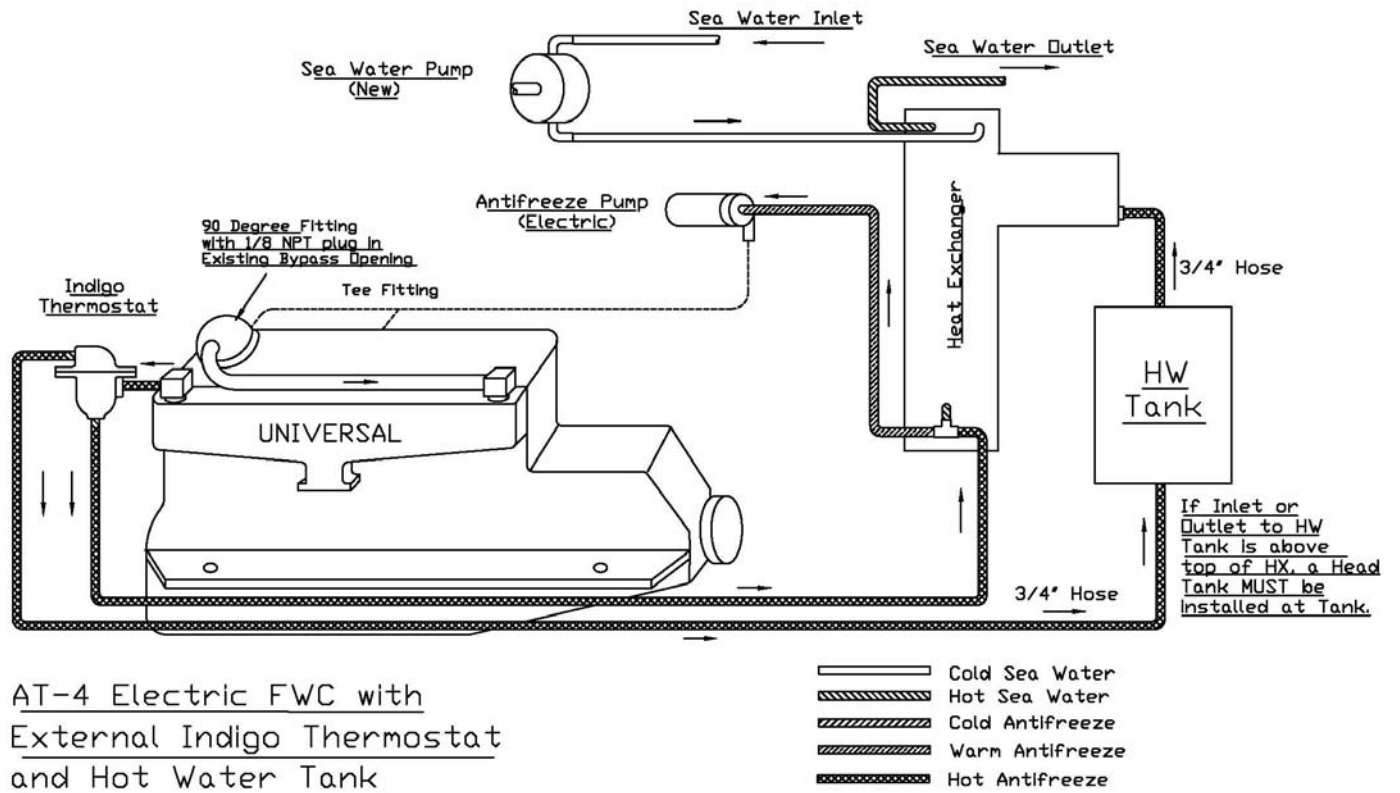 Sea Water Inlet
Sea Water Outlet
Sea Water Pump
(New)
Antifreeze Pump
(Electric)
90 Degree Fitting
with 1/8 NPT plug in
Existing Bypass Opening
Indigo
Thermostat
Tee Fitting
Heat Exchanger
3/4" Hose
HW
Tank
UNIVERSAL
If Inlet or
Outlet to HW
Tank is above
top of HX, a Head
Tank MUST be
installed at Tank.
3/4" Hose
AT-4 Electric FWC with
External Indigo Thermostat
and Hot Water Tank
Cold Sea Water
Hot Sea Water
Cold Antifreeze
Warm Antifreeze
Hot Antifreeze